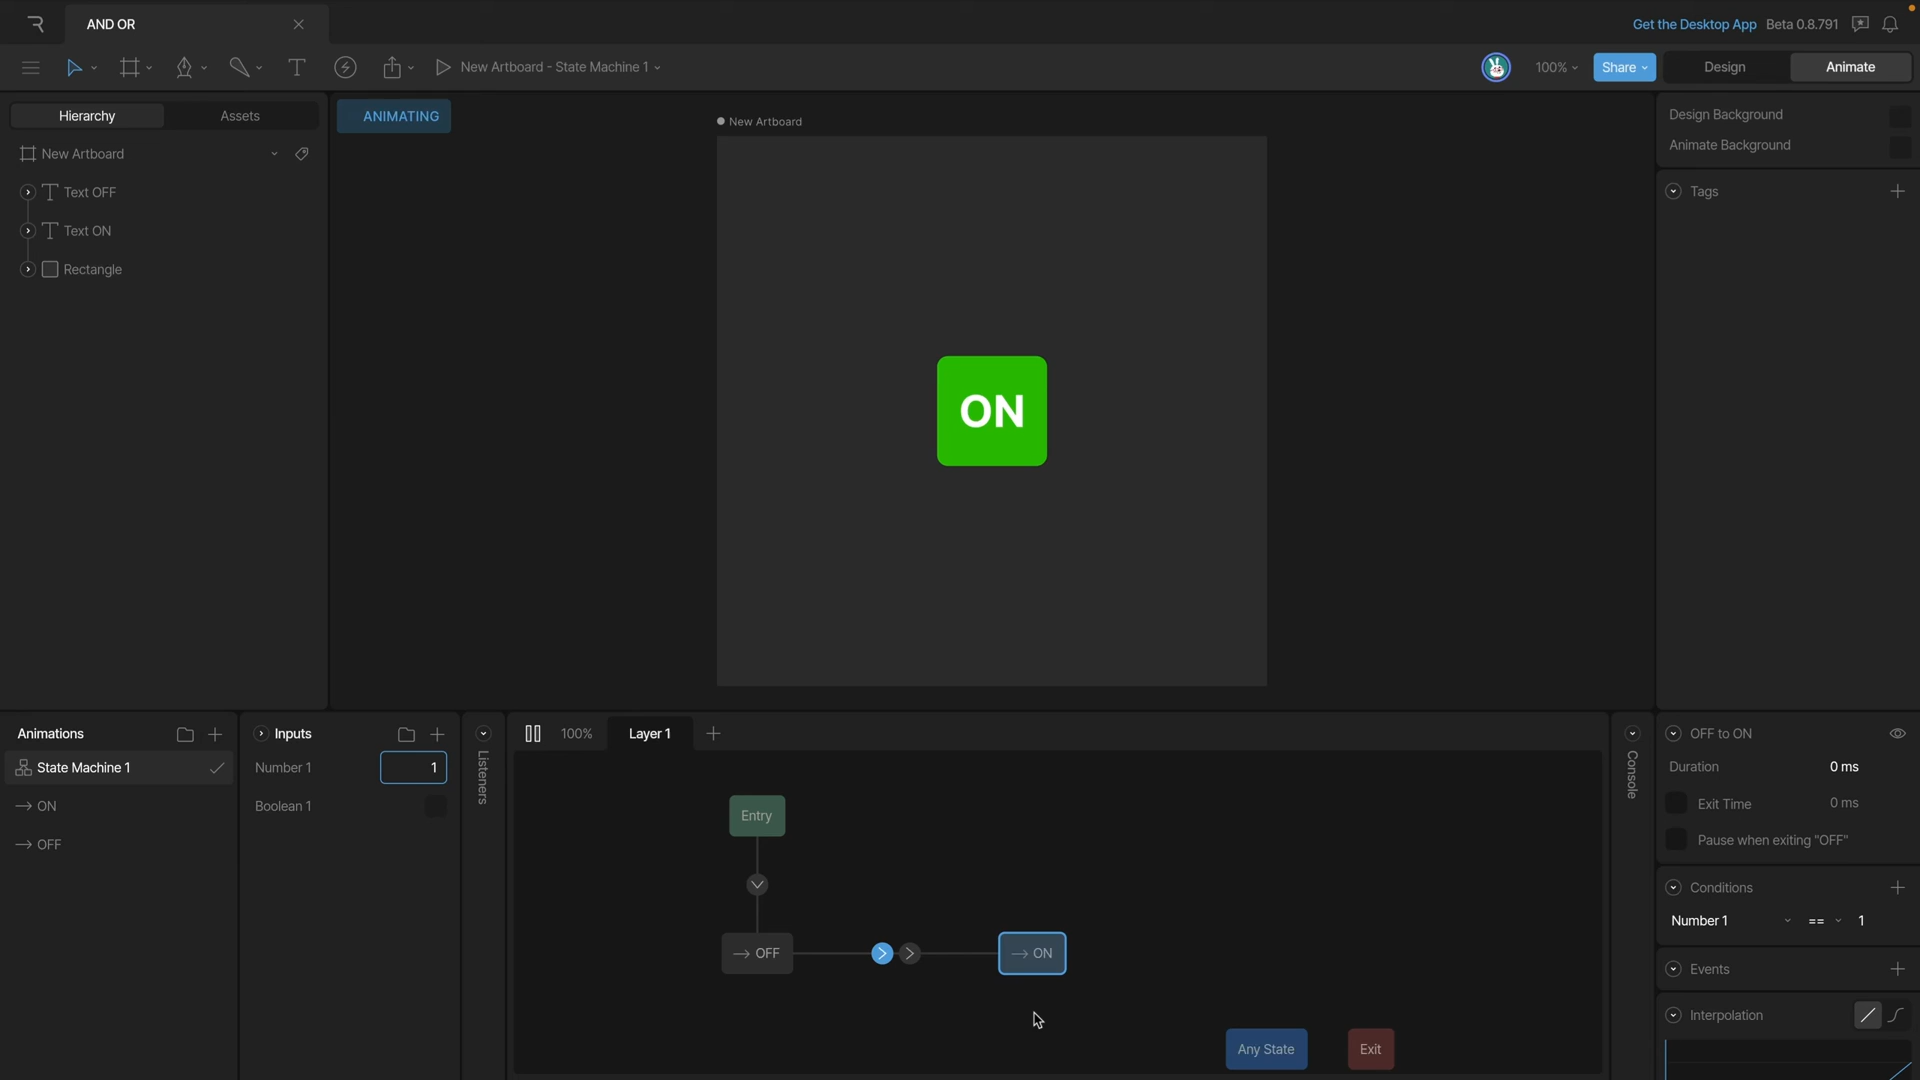 AND OR
Get the Desktop App Beta 0.8.791
New Artboard - State Machine 1
100%
Share
Design
Animate
Hierarchy
Assets
New Artboard
Text OFF
Text ON
Rectangle
ANIMATING
New Artboard
ON
Design Background
Animate Background
Tags
Animations
State Machine 1
ON
OFF
Inputs
Number 1
1
Boolean 1
Listeners
100%
Layer 1
Entry
OFF
ON
Any State
Exit
Console
OFF to ON
Duration 0 ms
Exit Time 0 ms
Pause when exiting "OFF"
Conditions
Number 1 == 1
Events
Interpolation